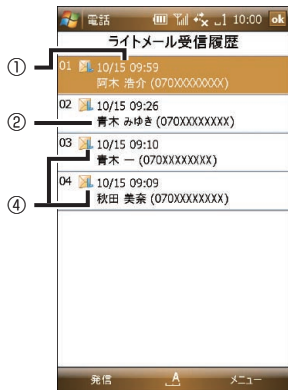 電話 10:00 ok
ライトメール受信履歴
① 01 10/15 09:59
阿木 浩介 (070XXXXXXXX)
02 10/15 09:26
② 青木 みゆき (070XXXXXXXX)
03 10/15 09:10
青木 一 (070XXXXXXXX)
④ 04 10/15 09:09
秋田 美奈 (070XXXXXXXX)
発信 A メニュー